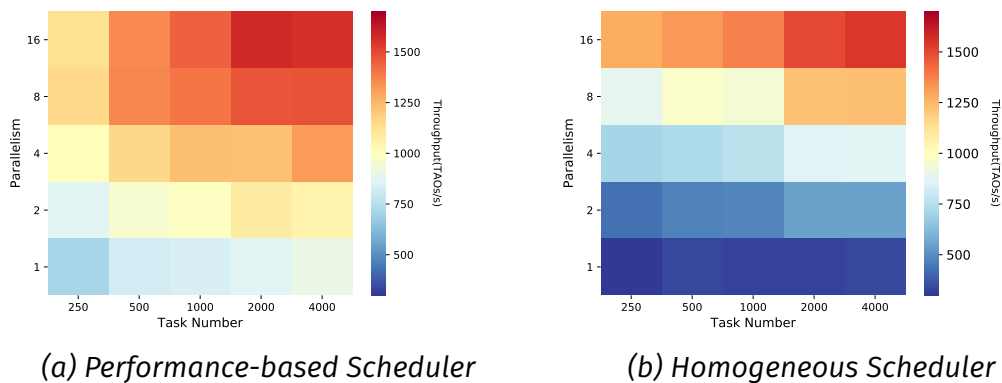 16
8
4
2
1
Parallelism
250 500 1000 2000 4000
Task Number
1500
1250
1000
750
500
Throughput(TAOs/s)
(a) Performance-based Scheduler
16
8
4
2
1
Parallelism
250 500 1000 2000 4000
Task Number
1500
1250
1000
750
500
Throughput(TAOs/s)
(b) Homogeneous Scheduler